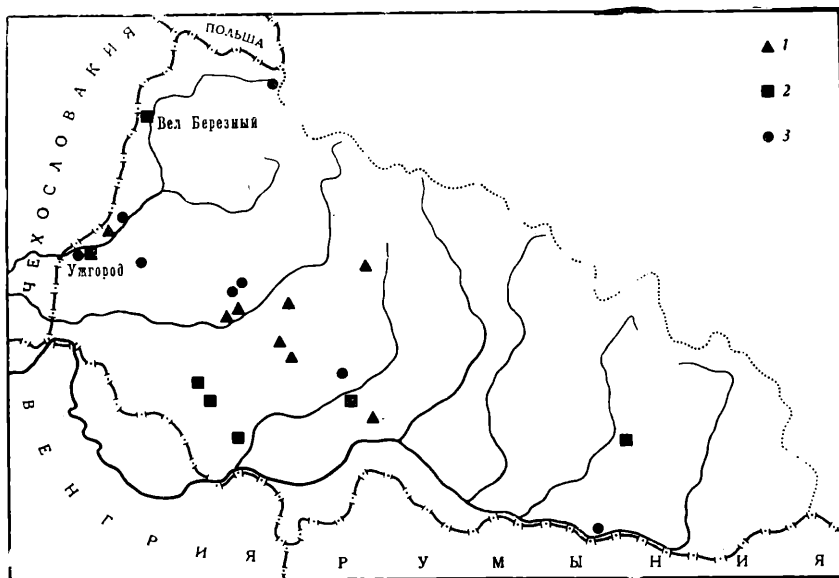 ПОЛЬША
ЧЕХОСЛОВАКИЯ
1
2
3
Вел Березный
Ужгород
ВЕНГРИЯ
РУМЫНИЯ